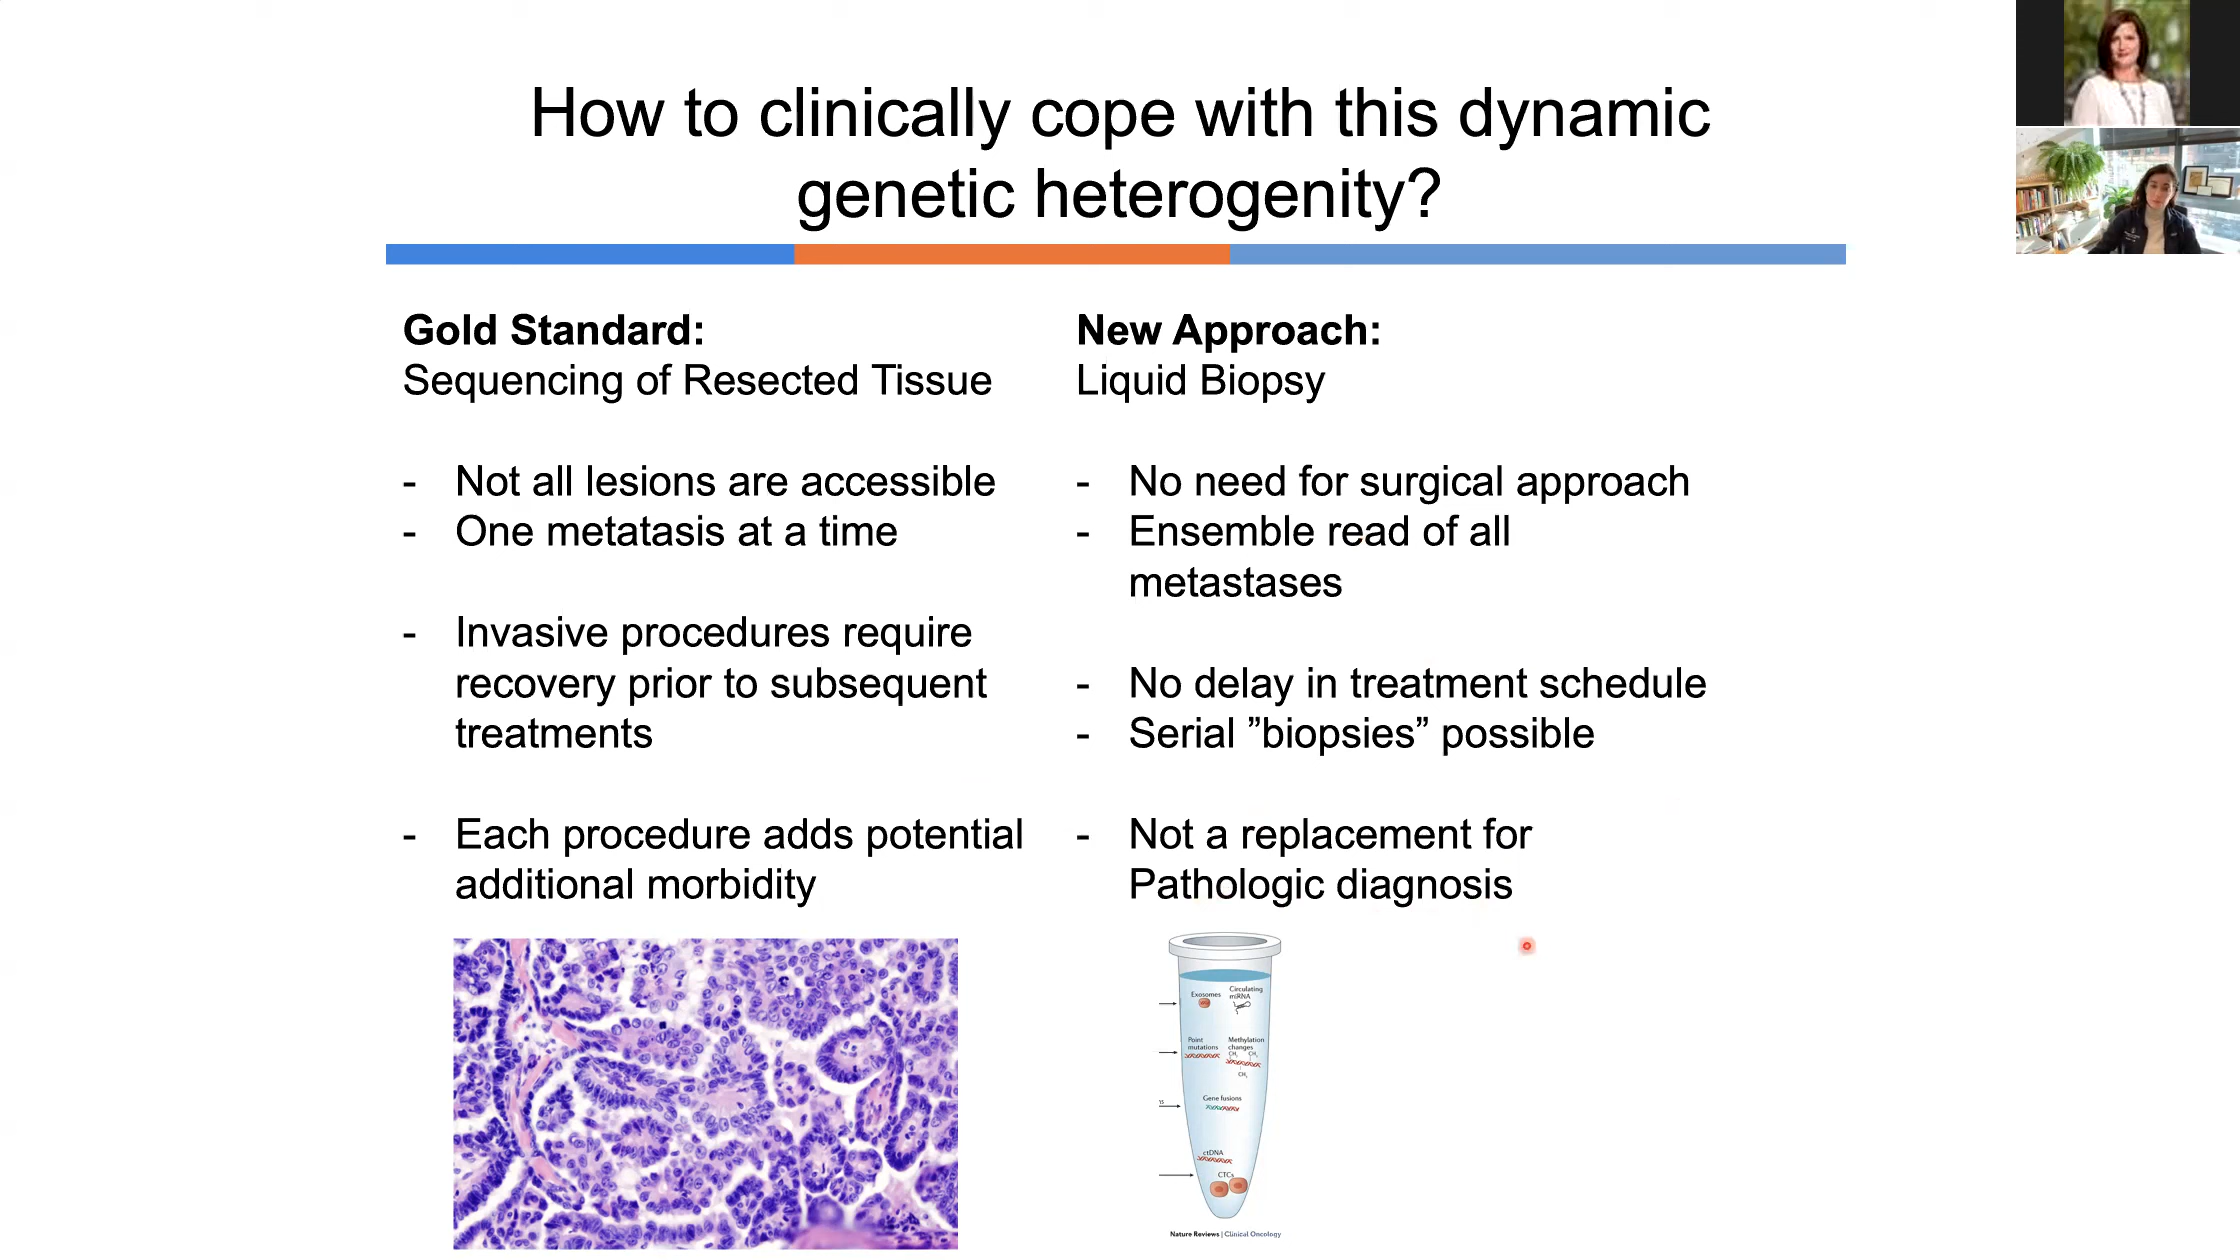 How to clinically cope with this dynamic
genetic heterogenity?
Gold Standard:
Sequencing of Resected Tissue
- Not all lesions are accessible
- One metatasis at a time
- Invasive procedures require
recovery prior to subsequent
treatments
- Each procedure adds potential
additional morbidity
New Approach:
Liquid Biopsy
- No need for surgical approach
- Ensemble read of all
metastases
- No delay in treatment schedule
- Serial ”biopsies” possible
- Not a replacement for
Pathologic diagnosis
Exosomes
Circulating
miRNA
Point
mutations
Methylation
changes
CH₃ CH₃
CH₃
Gene fusions
ctDNA
CTCs
Nature Reviews | Clinical Oncology